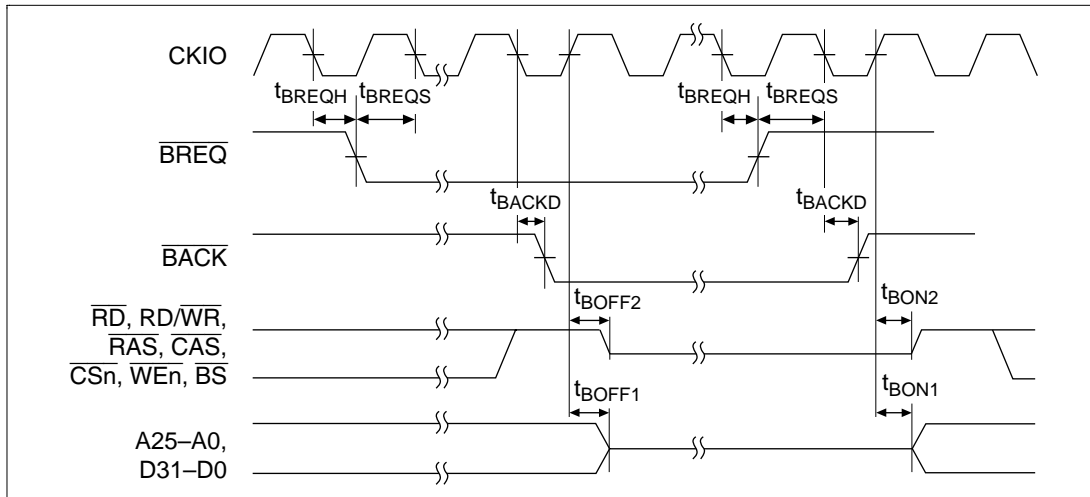 CKIO
tBREQH tBREQS tBREQH tBREQS
BREQ
tBACKD tBACKD
BACK
tBOFF2 tBON2
RD, RD/WR,
RAS, CAS,
CSn, WEn, BS
tBOFF1 tBON1
A25–A0,
D31–D0